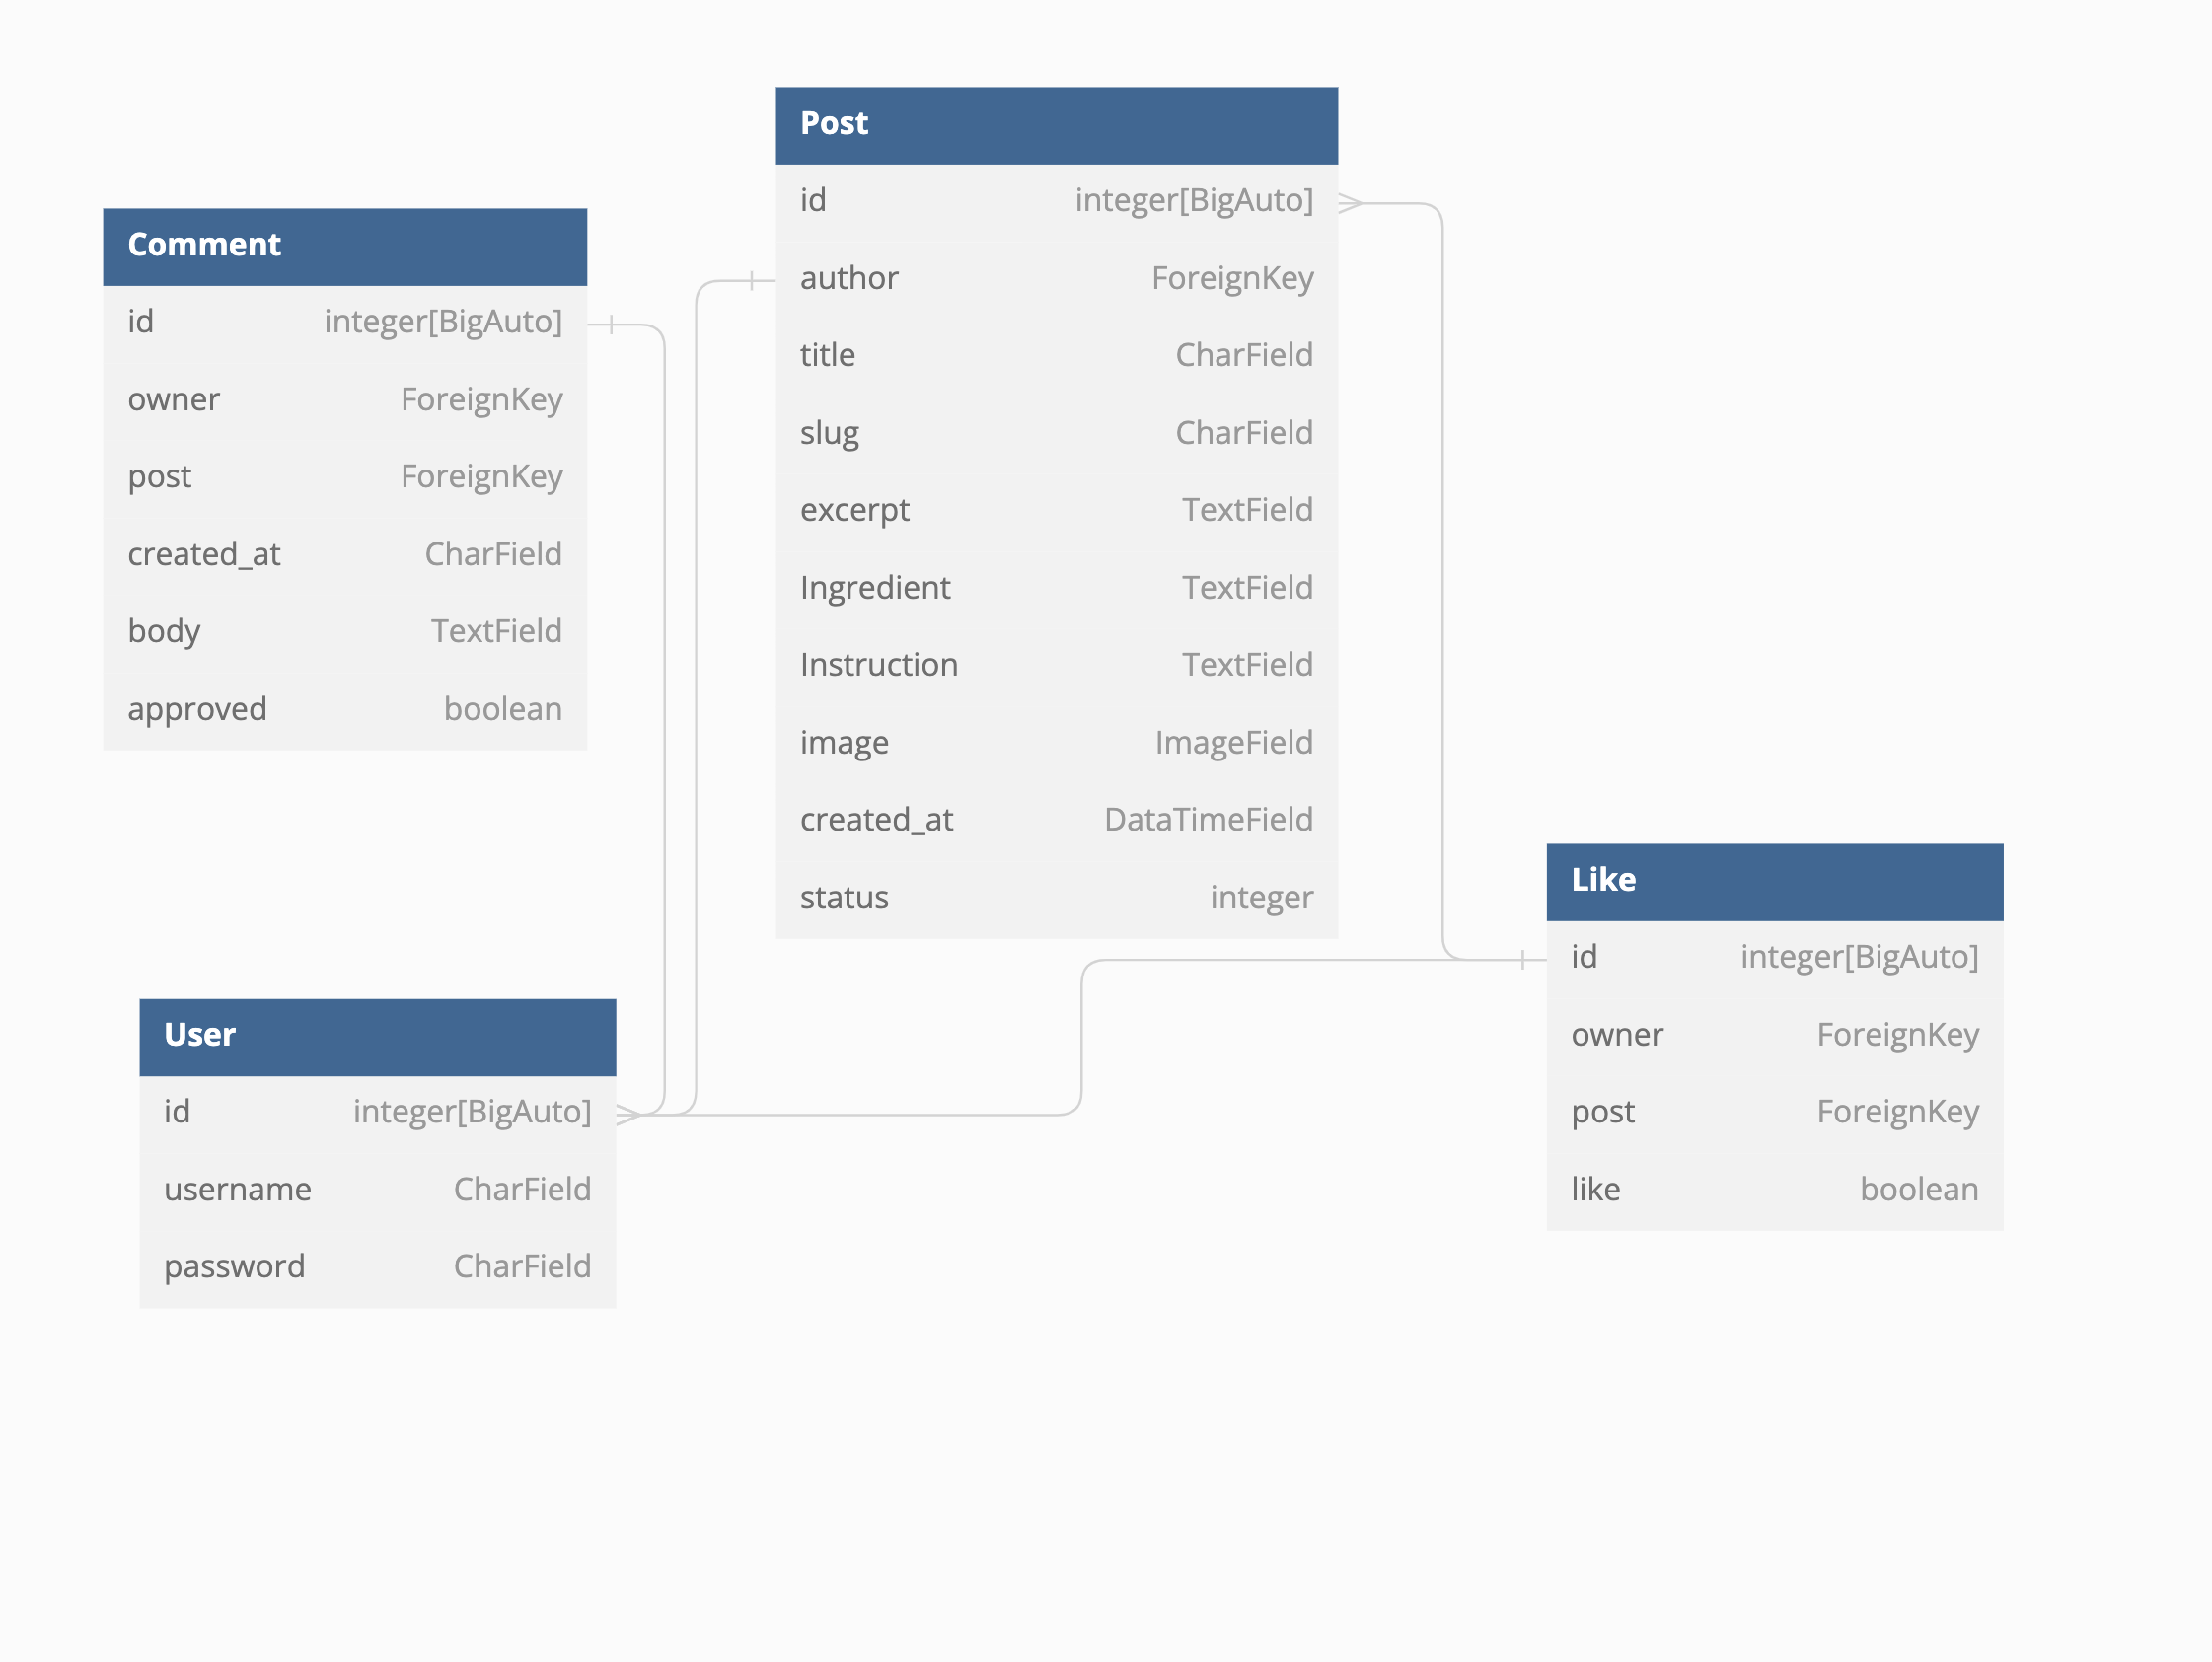 Post
id integer[BigAuto]
author ForeignKey
title CharField
slug CharField
excerpt TextField
Ingredient TextField
Instruction TextField
image ImageField
created_at DataTimeField
status integer
Comment
id integer[BigAuto]
owner ForeignKey
post ForeignKey
created_at CharField
body TextField
approved boolean
User
id integer[BigAuto]
username CharField
password CharField
Like
id integer[BigAuto]
owner ForeignKey
post ForeignKey
like boolean